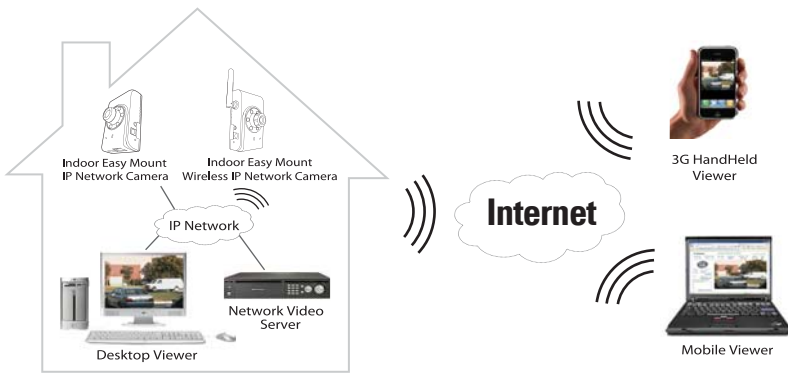 Indoor Easy Mount
IP Network Camera
Indoor Easy Mount
Wireless IP Network Camera
IP Network
Network Video
Server
Desktop Viewer
Internet
3G HandHeld
Viewer
Mobile Viewer